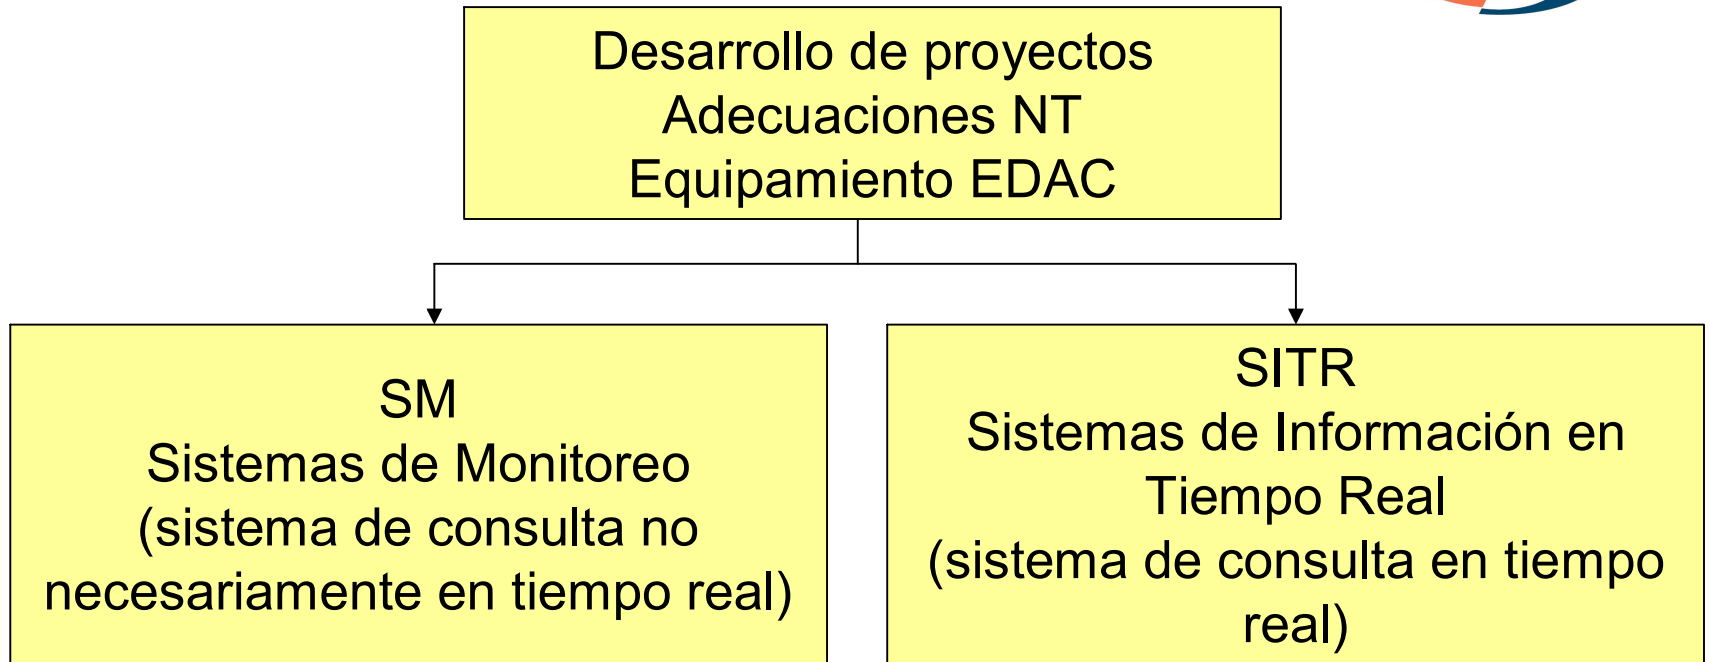 Desarrollo de proyectos
Adecuaciones NT
Equipamiento EDAC
SM
Sistemas de Monitoreo
(sistema de consulta no
necesariamente en tiempo real)
SITR
Sistemas de Información en
Tiempo Real
(sistema de consulta en tiempo
real)